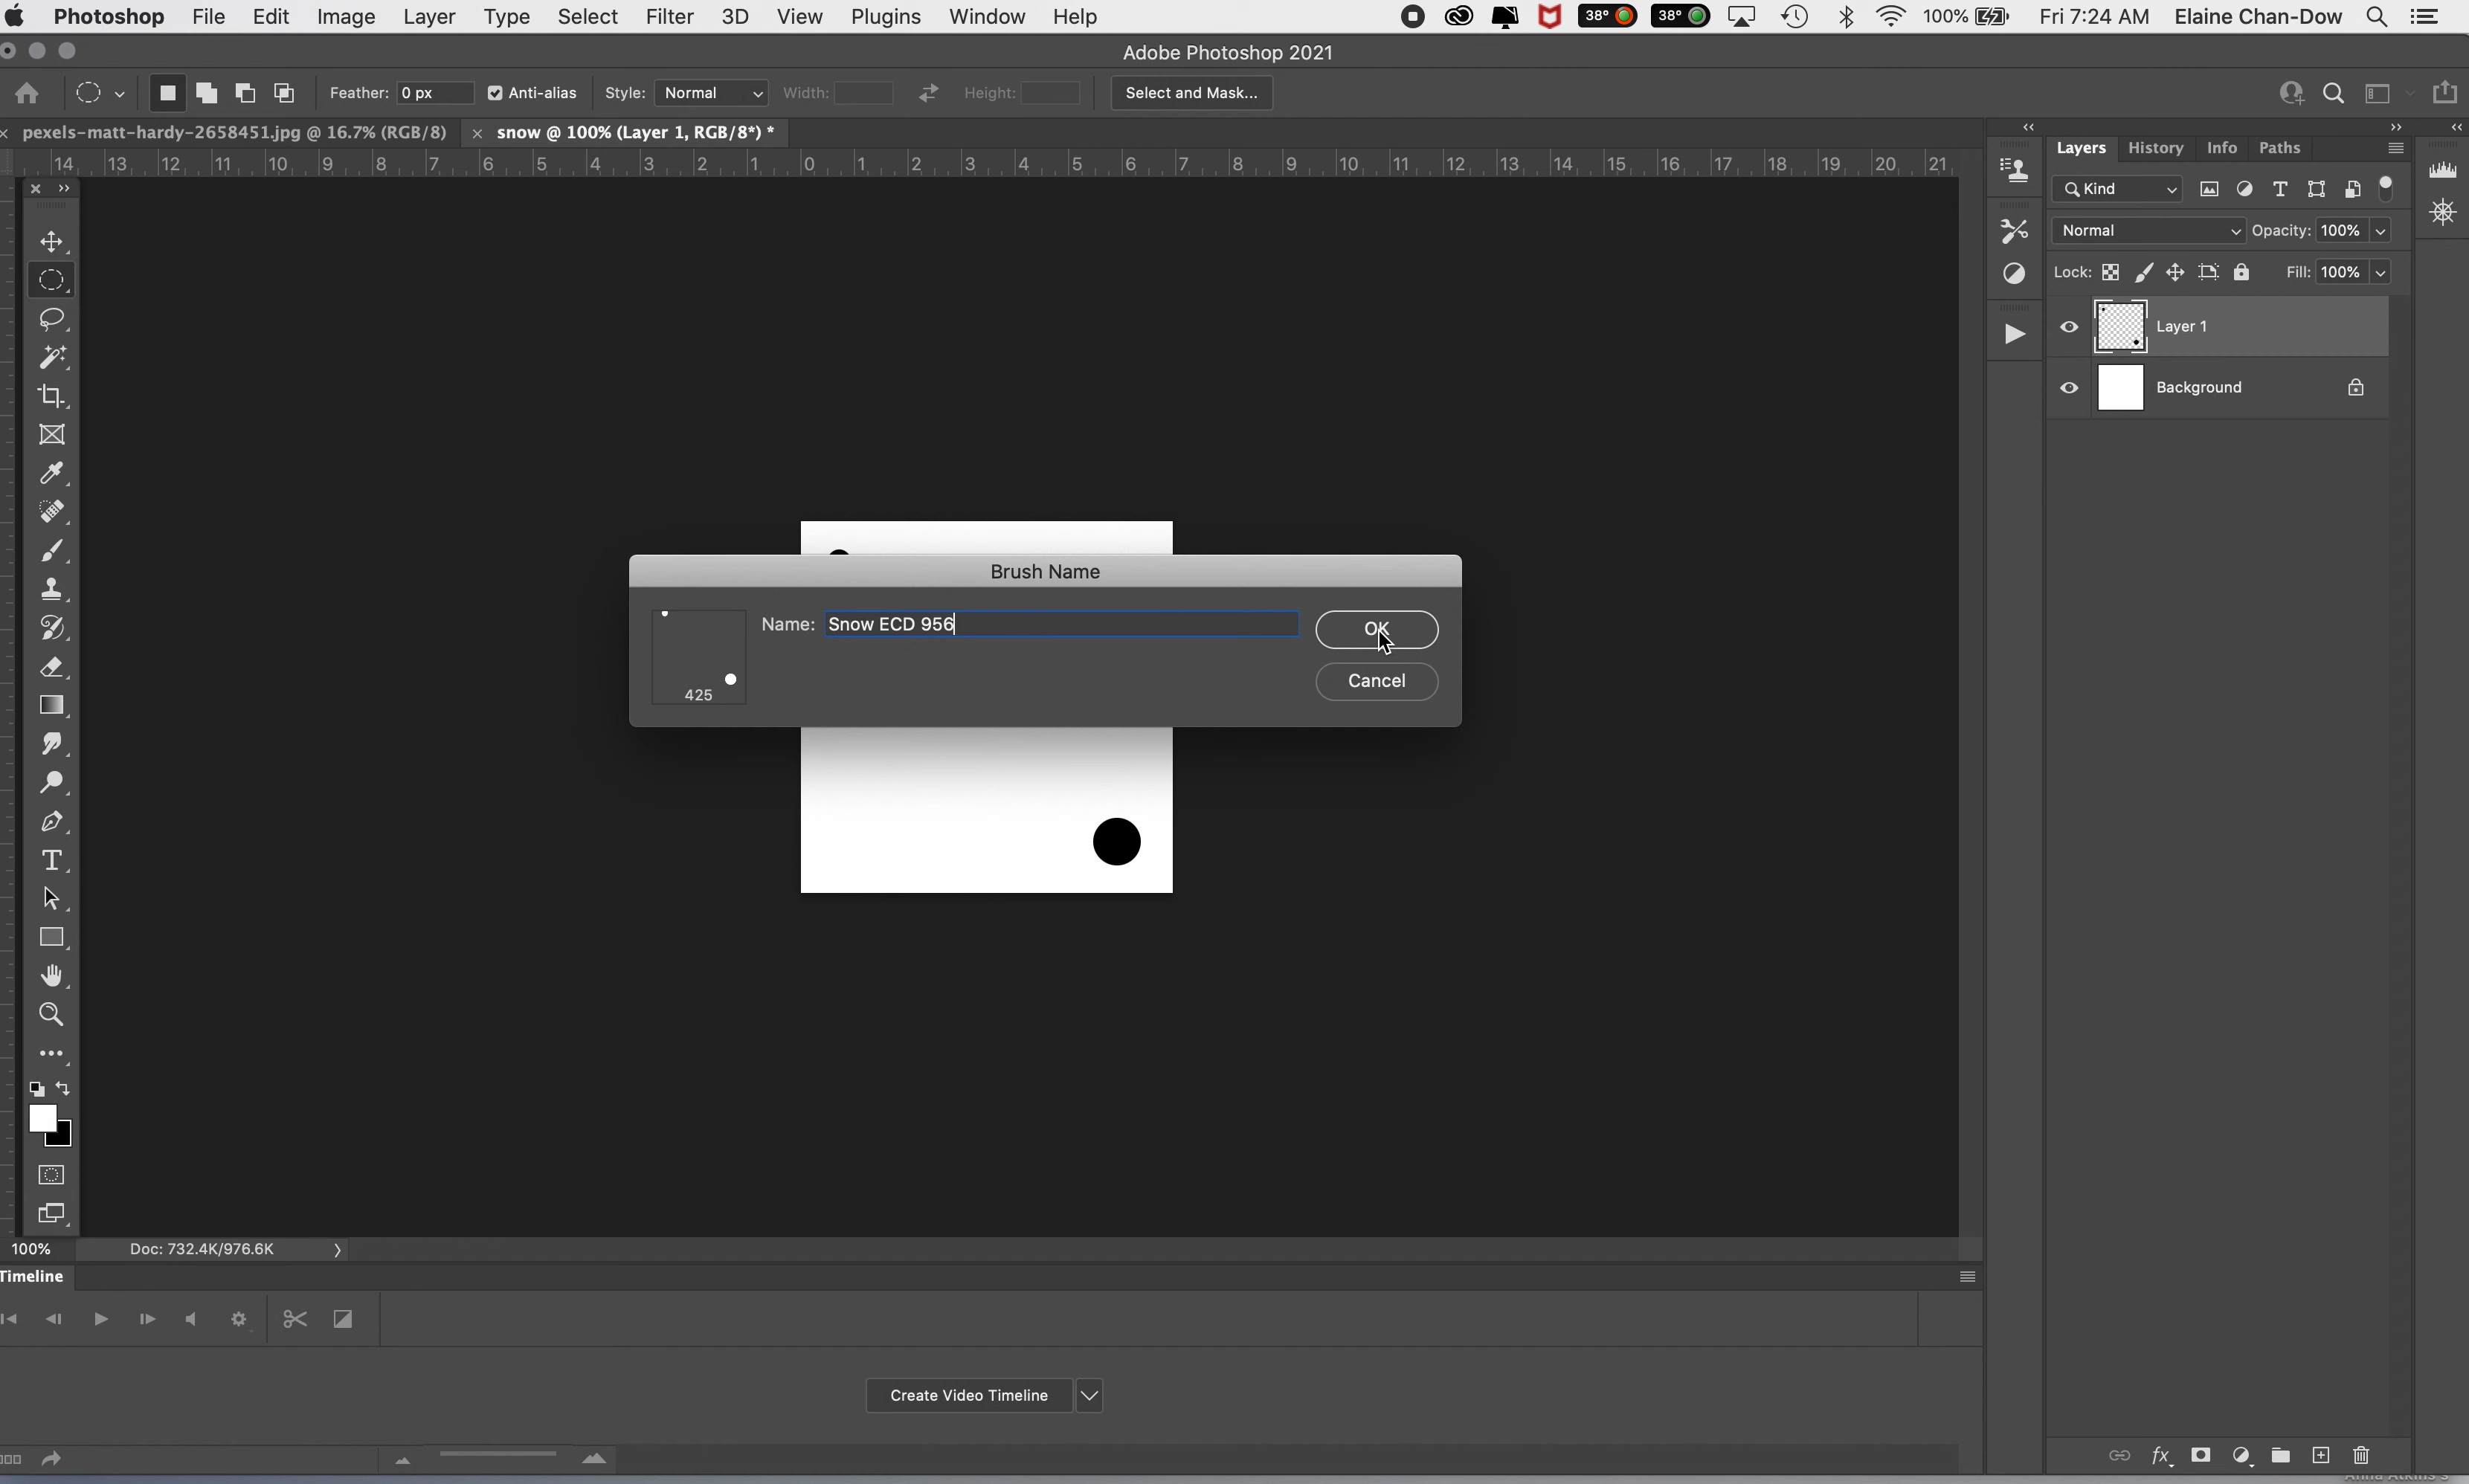 Photoshop File Edit Image Layer Type Select Filter 3D View Plugins Window Help 38° 38° 100% Fri 7:24 AM Elaine Chan-Dow
Adobe Photoshop 2021
Feather: 0 px Anti-alias Style: Normal Width: Height: Select and Mask...
pexels-matt-hardy-2658451.jpg @ 16.7% (RGB/8) snow @ 100% (Layer 1, RGB/8*) *
14 13 12 11 10 9 8 7 6 5 4 3 2 1 0 1 2 3 4 5 6 7 8 9 10 11 12 13 14 15 16 17 18 19 20 21
Layers History Info Paths
Kind
Normal Opacity: 100%
Lock: Fill: 100%
Layer 1
Background
Brush Name
Name: Snow ECD 956
OK
Cancel
425
100% Doc: 732.4K/976.6K
Timeline
Create Video Timeline
fx